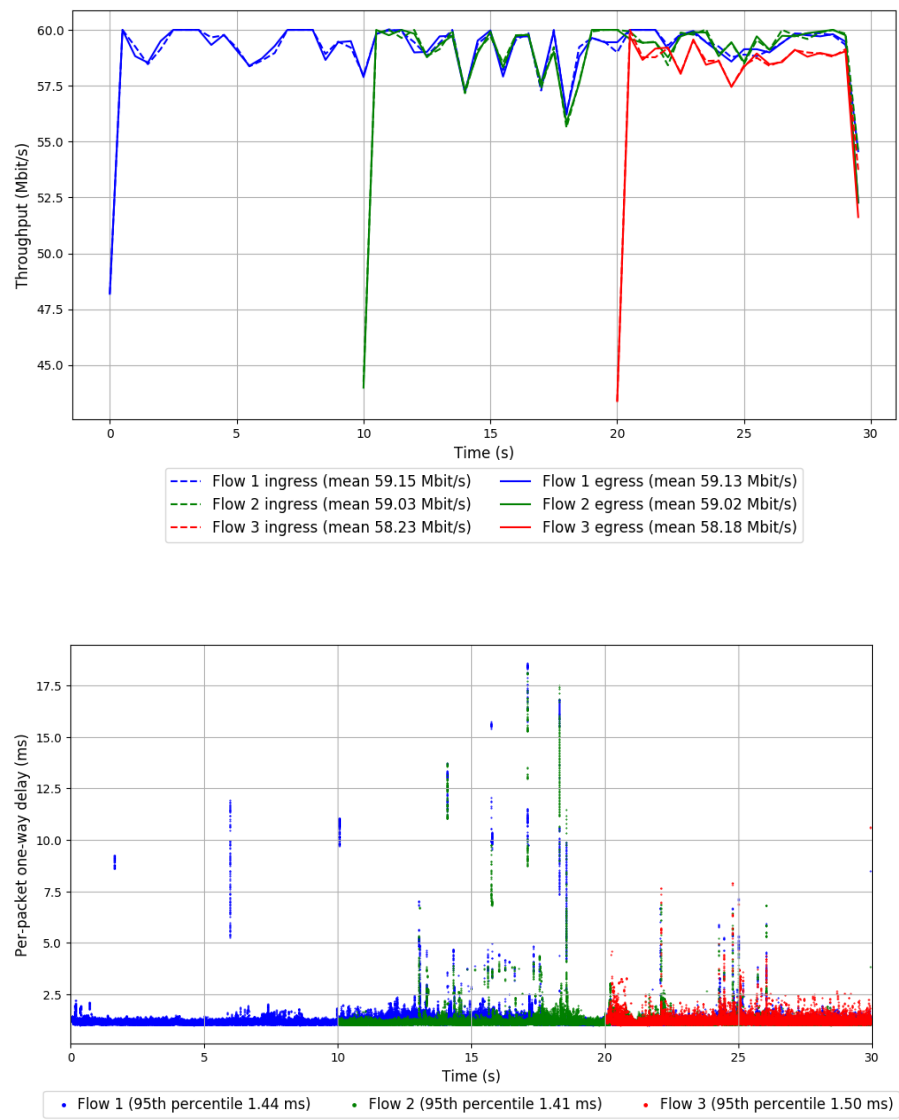 60.0
57.5
55.0
52.5
50.0
47.5
45.0
Throughput (Mbit/s)
0 5 10 15 20 25 30
Time (s)
Flow 1 ingress (mean 59.15 Mbit/s) Flow 1 egress (mean 59.13 Mbit/s)
Flow 2 ingress (mean 59.03 Mbit/s) Flow 2 egress (mean 59.02 Mbit/s)
Flow 3 ingress (mean 58.23 Mbit/s) Flow 3 egress (mean 58.18 Mbit/s)
17.5
15.0
12.5
10.0
7.5
5.0
2.5
Per-packet one-way delay (ms)
0 5 10 15 20 25 30
Time (s)
Flow 1 (95th percentile 1.44 ms) Flow 2 (95th percentile 1.41 ms) Flow 3 (95th percentile 1.50 ms)